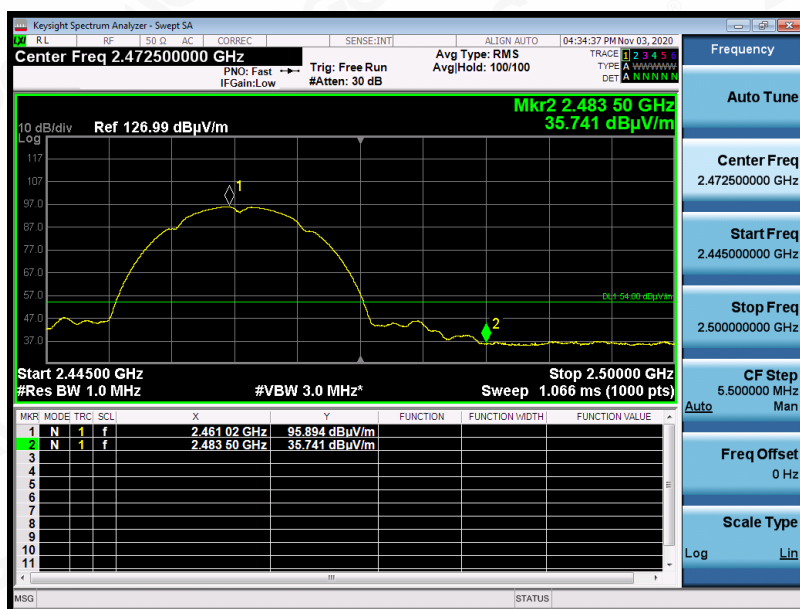 Keysight Spectrum Analyzer - Swept SA
LXI RL RF 50 Ω AC CORREC SENSE:INT ALIGN AUTO 04:34:37 PM Nov 03, 2020
Center Freq 2.472500000 GHz
PNO: Fast
IFGain:Low
Trig: Free Run
#Atten: 30 dB
Avg Type: RMS
Avg|Hold: 100/100
TRACE 1 2 3 4 5 6
TYPE A WWWWW
DET A N N N N N
Mkr2 2.483 50 GHz
35.741 dBµV/m
10 dB/div Ref 126.99 dBµV/m
Log
117
107
97.0
87.0
77.0
67.0
57.0
47.0
37.0
1
2
DL1 54.00 dBµV/m
Start 2.44500 GHz Stop 2.50000 GHz
#Res BW 1.0 MHz #VBW 3.0 MHz* Sweep 1.066 ms (1000 pts)
MKR MODE TRC SCL X Y FUNCTION FUNCTION WIDTH FUNCTION VALUE
1 N 1 f 2.461 02 GHz 95.894 dBµV/m
2 N 1 f 2.483 50 GHz 35.741 dBµV/m
3
4
5
6
7
8
9
10
11
MSG STATUS
Frequency
Auto Tune
Center Freq
2.472500000 GHz
Start Freq
2.445000000 GHz
Stop Freq
2.500000000 GHz
CF Step
5.500000 MHz
Auto Man
Freq Offset
0 Hz
Scale Type
Log Lin